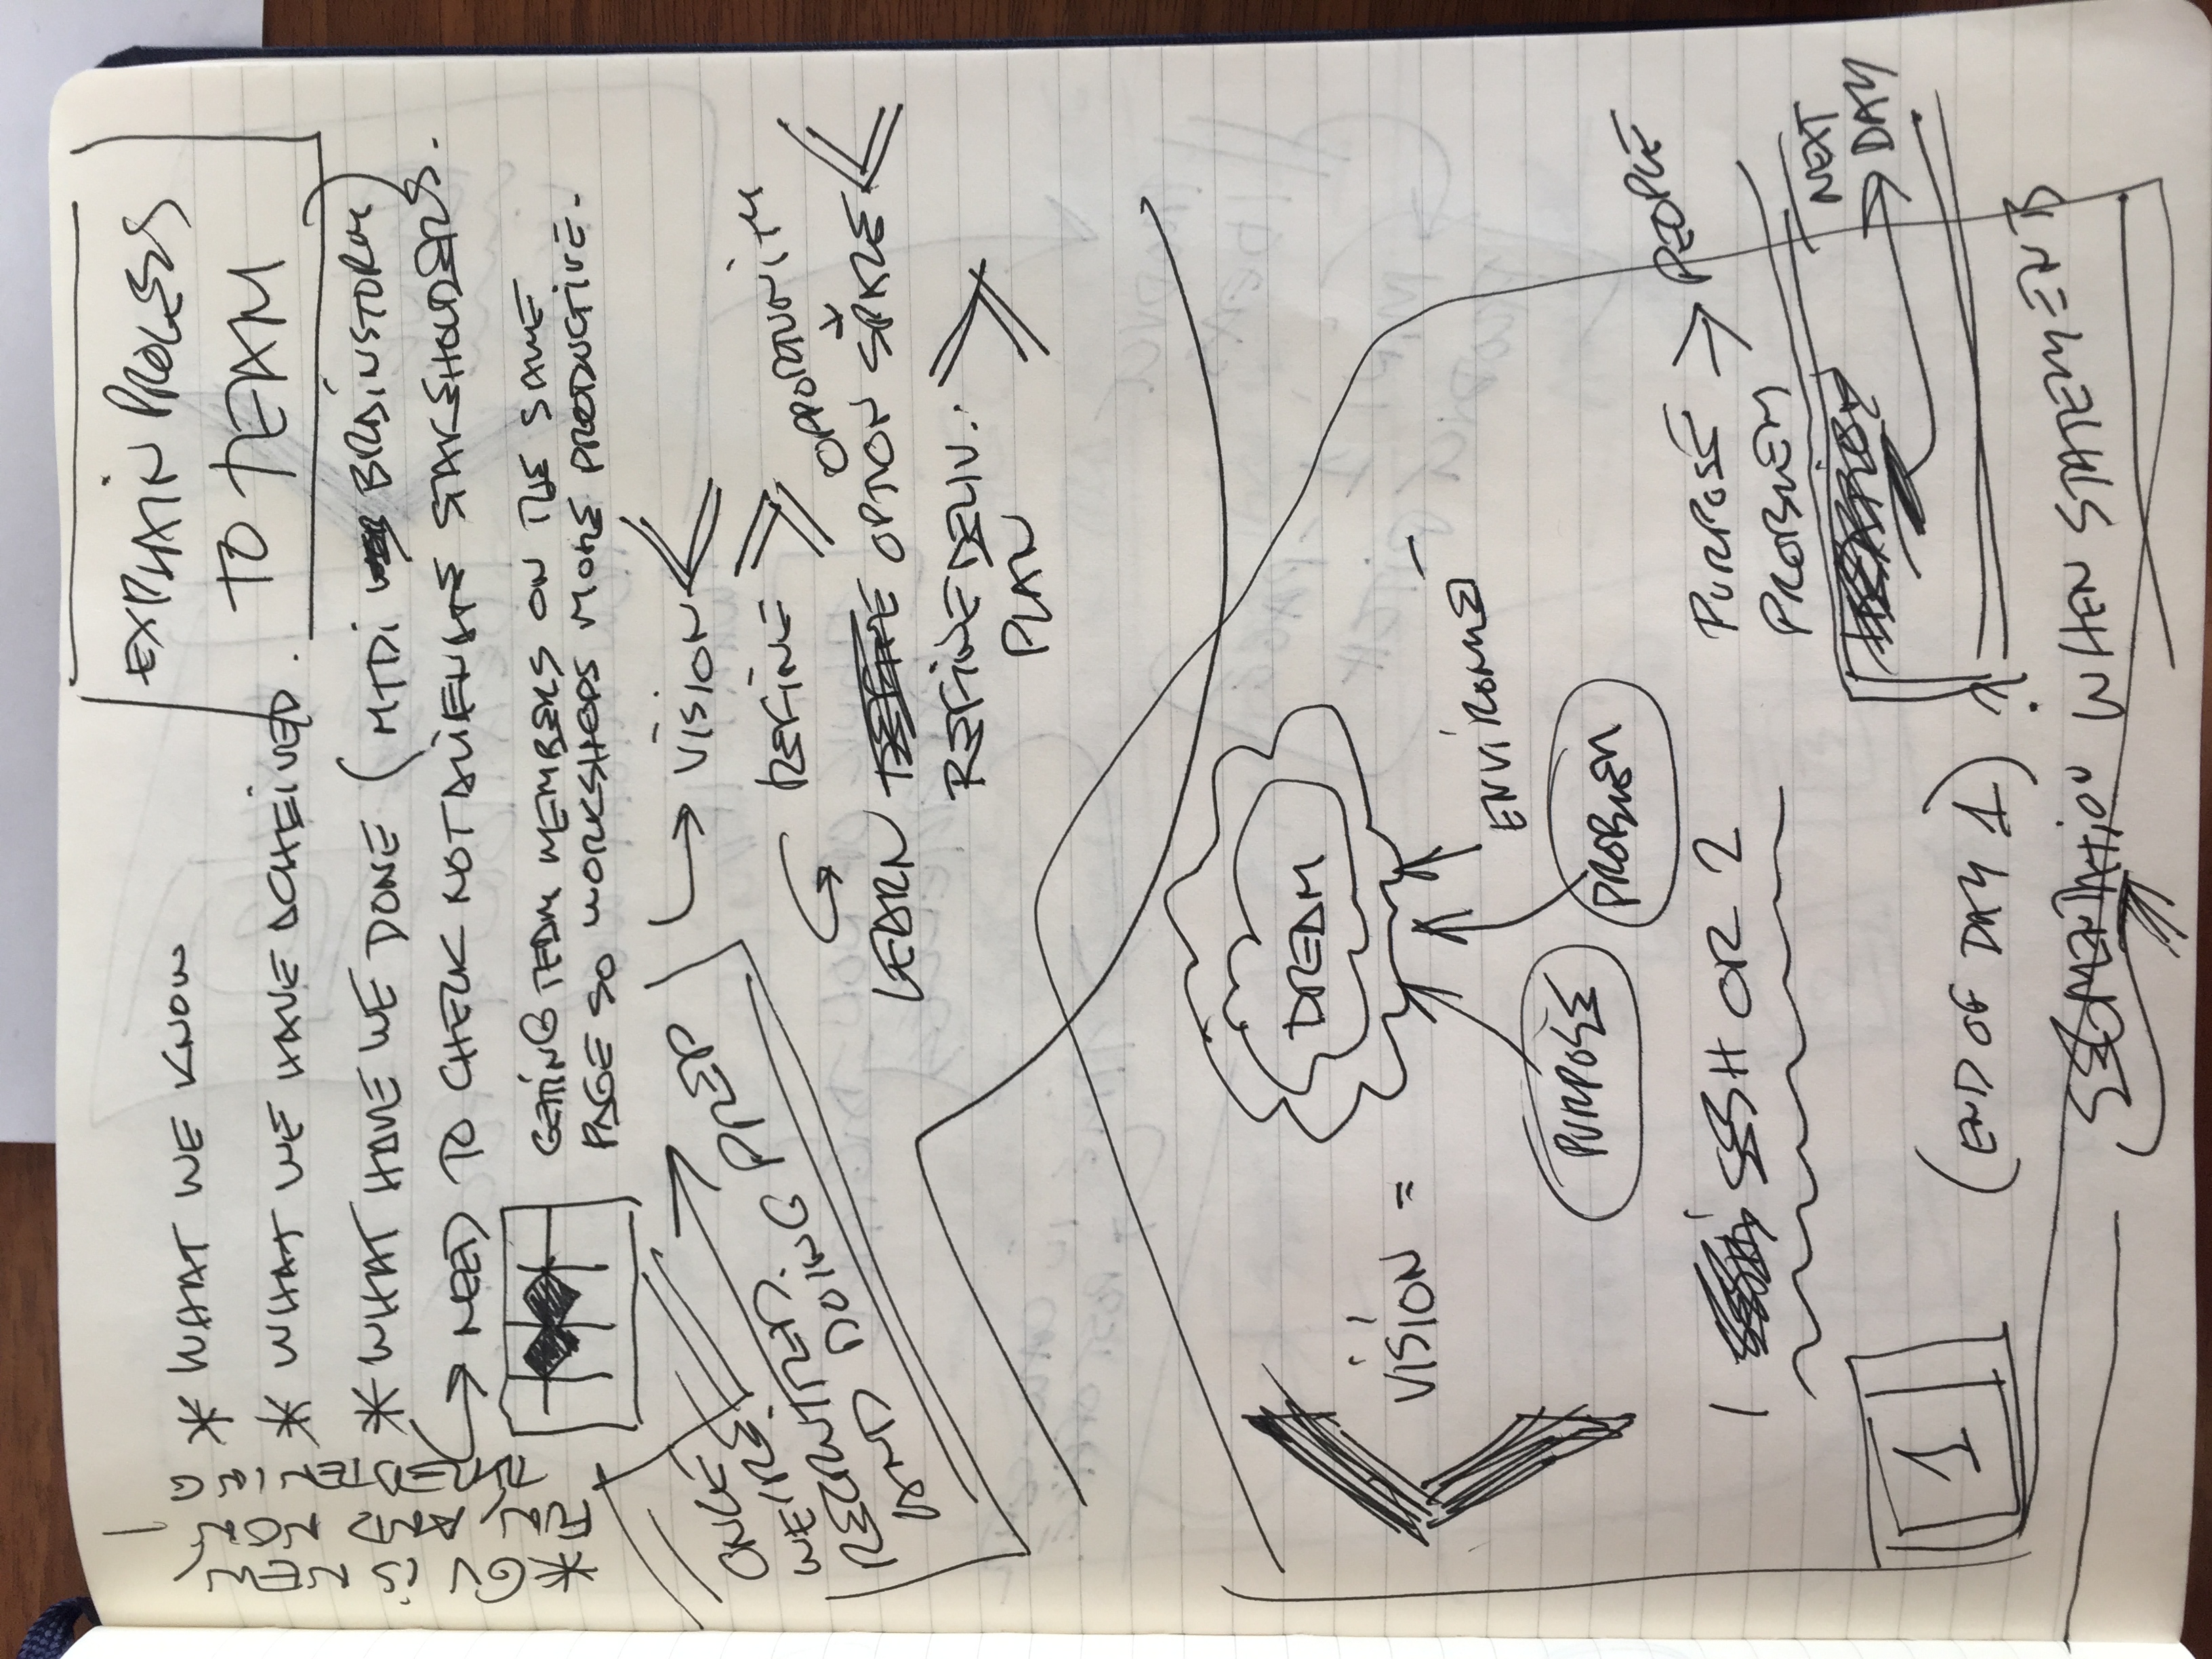 EXPLAIN PROCESS
TO TEAM
* GV IS NEW/
FUN/ AND NON/—
THREATENING
* WHAT WE KNOW
* WHAT WE HAVE ACHEIVED.
* WHAT HAVE WE DONE (MTDI BRAINSTORM)
→ NEED TO CHECK NOT ALIENATE STAKEHOLDERS.
GETTING TEAM MEMBERS ON THE SAME
PAGE SO WORKSHOPS MORE PRODUCTIVE.
ONCE
WE'RE
RECRUITED.
AND DOING PREP
→ VISION <
REFINE >
OPPORTUNITY
LEARN OPTION SPACE <
REFINE DELIV.
PLAN >
DREAM
VISION =
PURPOSE
PROBLEM
1 SESH OR 2
PURPOSE → PEOPLE
PROBLEM
NEXT
→ DAY
1
(END OF DAY 1) ?
SEGMENTATION WHEN STATEMENTS